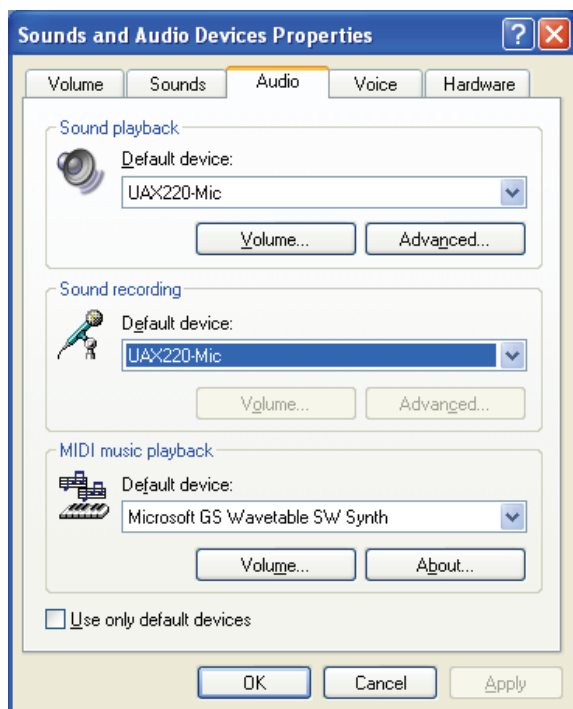 Sounds and Audio Devices Properties
Volume Sounds Audio Voice Hardware
Sound playback
Default device:
UAX220-Mic
Volume... Advanced...
Sound recording
Default device:
UAX220-Mic
Volume... Advanced...
MIDI music playback
Default device:
Microsoft GS Wavetable SW Synth
Volume... About...
Use only default devices
OK Cancel Apply